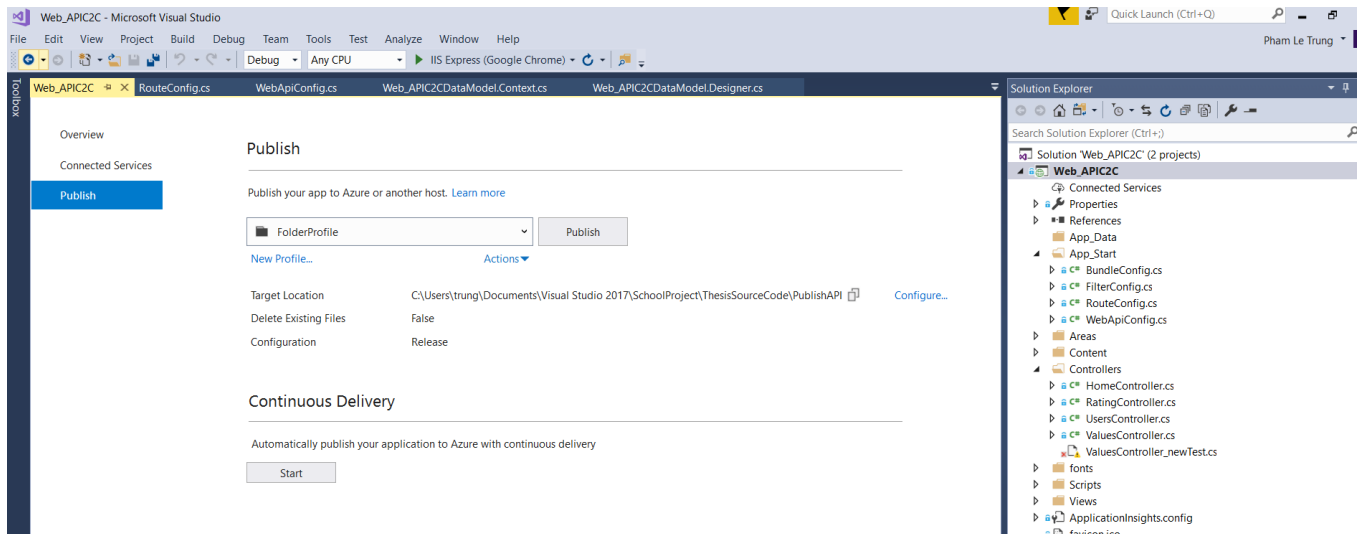 Web_APIC2C - Microsoft Visual Studio
Quick Launch (Ctrl+Q)
File Edit View Project Build Debug Team Tools Test Analyze Window Help
Pham Le Trung
Debug Any CPU IIS Express (Google Chrome)
Toolbox
Web_APIC2C RouteConfig.cs WebApiConfig.cs Web_APIC2CDataModel.Context.cs Web_APIC2CDataModel.Designer.cs
Overview
Connected Services
Publish
Publish
Publish your app to Azure or another host. Learn more
FolderProfile Publish
New Profile... Actions
Target Location C:\Users\trung\Documents\Visual Studio 2017\SchoolProject\ThesisSourceCode\PublishAPI Configure...
Delete Existing Files False
Configuration Release
Continuous Delivery
Automatically publish your application to Azure with continuous delivery
Start
Solution Explorer
Search Solution Explorer (Ctrl+;)
Solution 'Web_APIC2C' (2 projects)
Web_APIC2C
Connected Services
Properties
References
App_Data
App_Start
C# BundleConfig.cs
C# FilterConfig.cs
C# RouteConfig.cs
C# WebApiConfig.cs
Areas
Content
Controllers
C# HomeController.cs
C# RatingController.cs
C# UsersController.cs
C# ValuesController.cs
ValuesController_newTest.cs
fonts
Scripts
Views
ApplicationInsights.config
favicon.ico